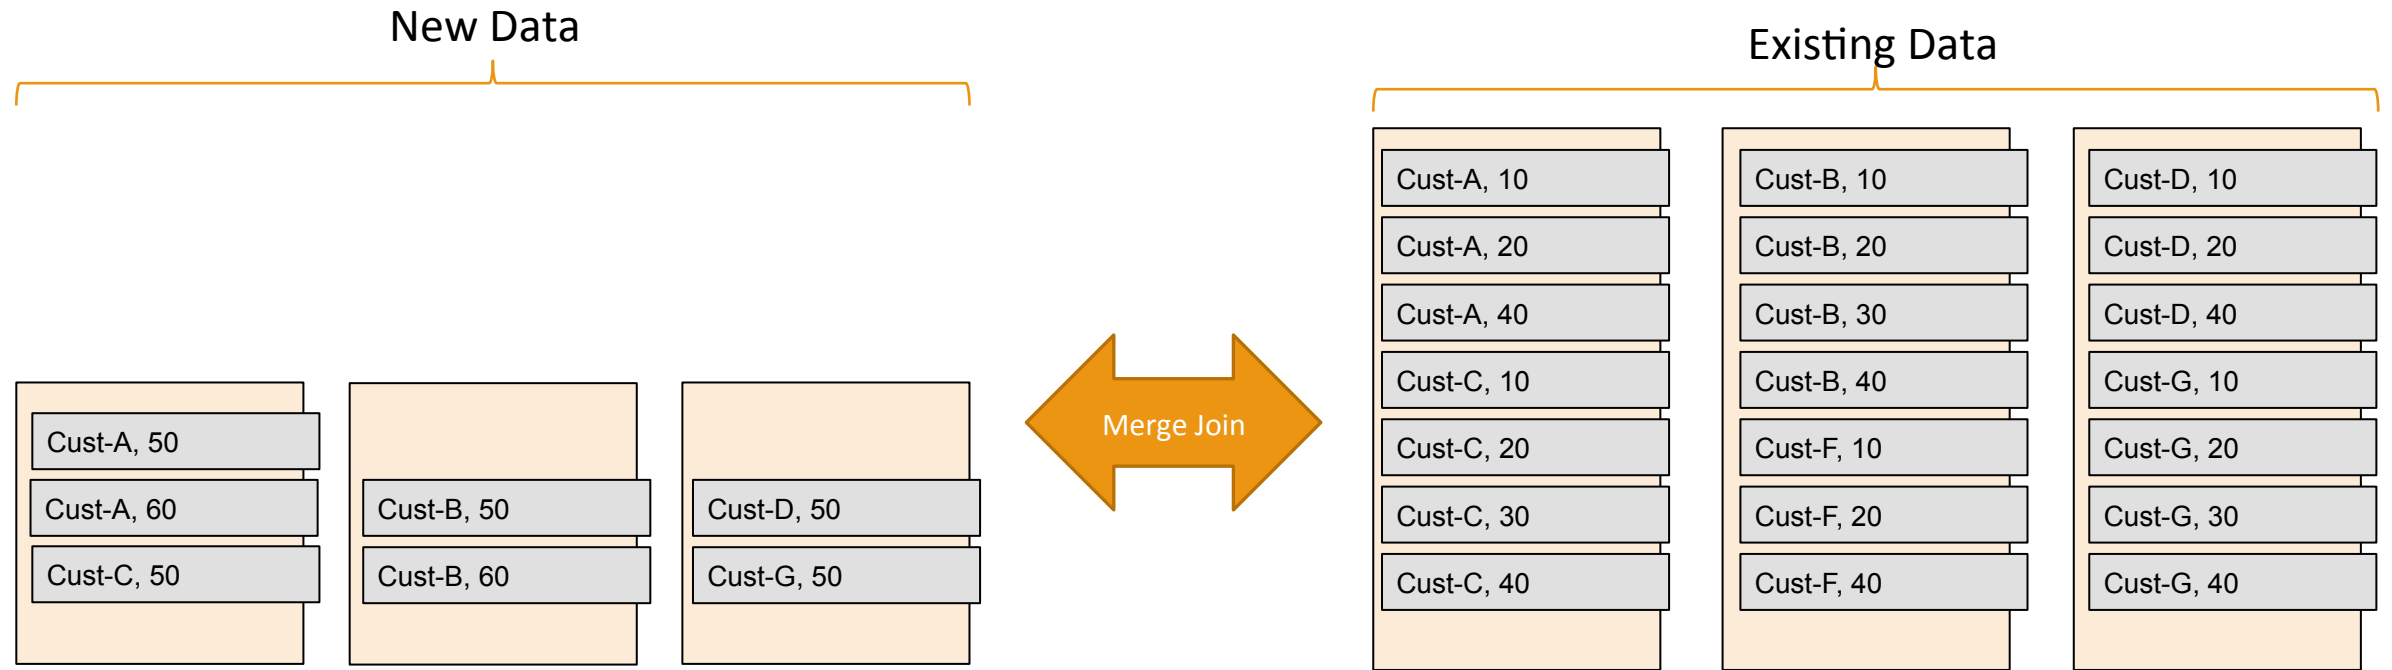 New Data
Cust-A, 50
Cust-A, 60
Cust-C, 50
Cust-B, 50
Cust-B, 60
Cust-D, 50
Cust-G, 50
Merge Join
Existing Data
Cust-A, 10
Cust-A, 20
Cust-A, 40
Cust-C, 10
Cust-C, 20
Cust-C, 30
Cust-C, 40
Cust-B, 10
Cust-B, 20
Cust-B, 30
Cust-B, 40
Cust-F, 10
Cust-F, 20
Cust-F, 40
Cust-D, 10
Cust-D, 20
Cust-D, 40
Cust-G, 10
Cust-G, 20
Cust-G, 30
Cust-G, 40